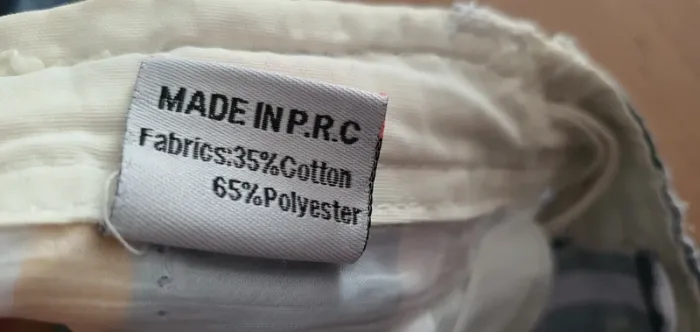 MADE IN P.R.C
Fabrics:35%Cotton
65%Polyester